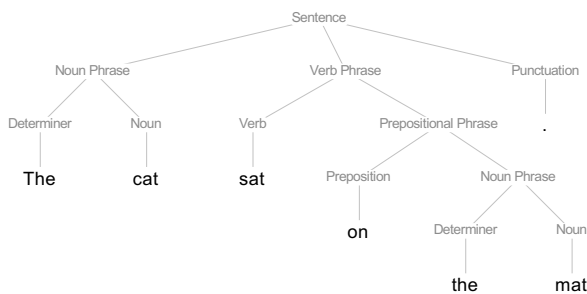 Sentence
Noun Phrase Verb Phrase Punctuation
Determiner Noun Verb Prepositional Phrase .
The cat sat Preposition Noun Phrase
on Determiner Noun
the mat